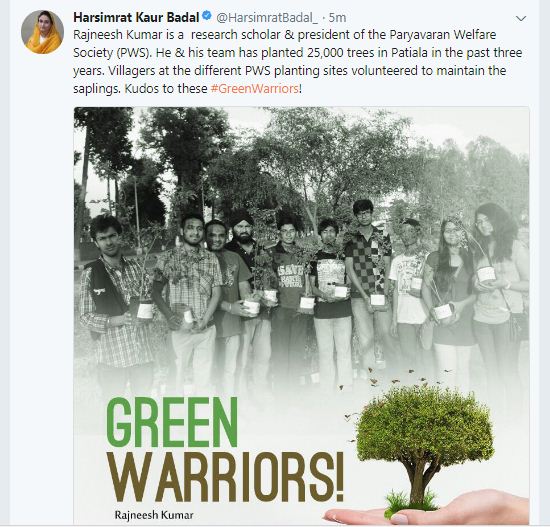 Harsimrat Kaur Badal @HarsimratBadal_ · 5m
Rajneesh Kumar is a research scholar & president of the Paryavaran Welfare
Society (PWS). He & his team has planted 25,000 trees in Patiala in the past three
years. Villagers at the different PWS planting sites volunteered to maintain the
saplings. Kudos to these #GreenWarriors!
GREEN
WARRIORS!
Rajneesh Kumar